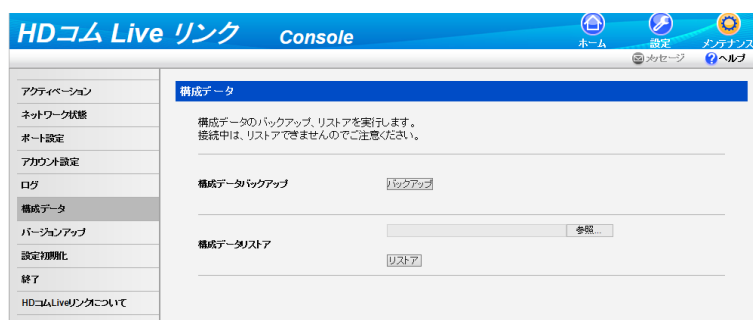 HDコム Live リンク Console
ホーム 設定 メンテナンス
メッセージ ヘルプ
アクティベーション
ネットワーク状態
ポート設定
アカウント設定
ログ
構成データ
バージョンアップ
設定初期化
終了
HDコムLiveリンクについて
構成データ
構成データのバックアップ、リストアを実行します。
接続中は、リストアできませんのでご注意ください。
構成データバックアップ バックアップ
参照...
構成データリストア
リストア